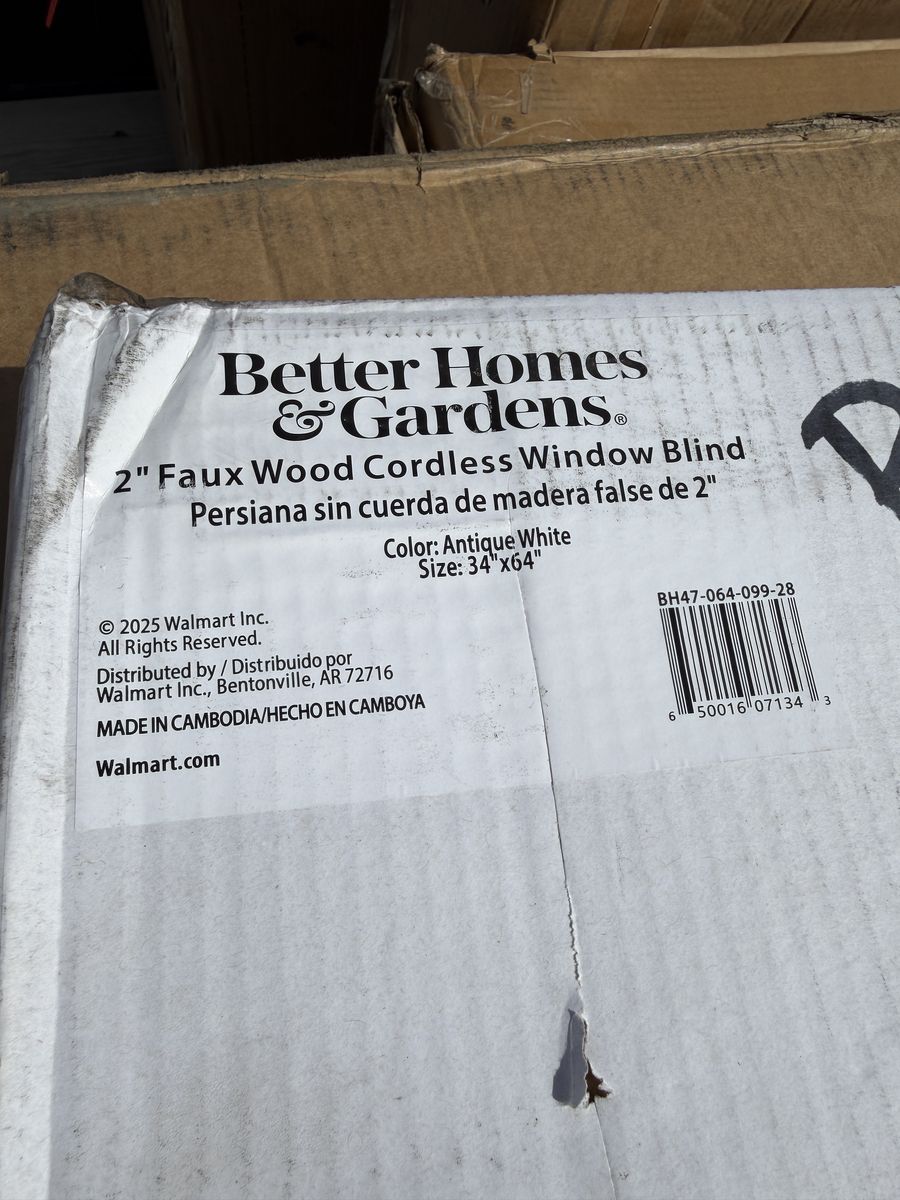 Better Homes
& Gardens®
2" Faux Wood Cordless Window Blind
Persiana sin cuerda de madera false de 2"
Color: Antique White
Size: 34"x64"
© 2025 Walmart Inc.
All Rights Reserved.
Distributed by / Distribuido por
Walmart Inc., Bentonville, AR 72716
MADE IN CAMBODIA/HECHO EN CAMBOYA
Walmart.com
BH47-064-099-28
6 50016 07134 3